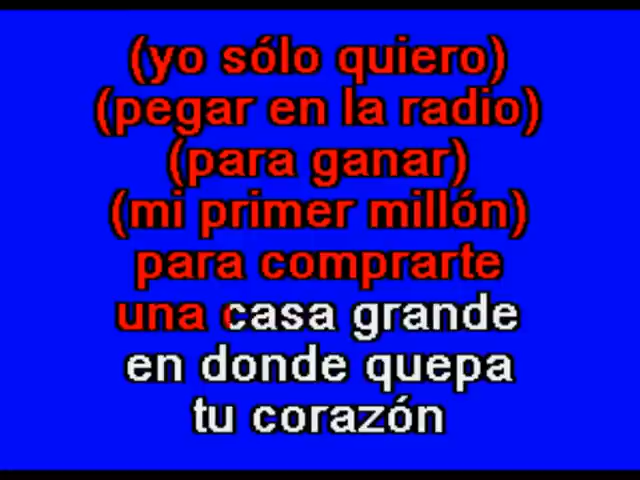 (yo sólo quiero)
(pegar en la radio)
(para ganar)
(mi primer millón)
para comprarte
una casa grande
en donde quepa
tu corazón